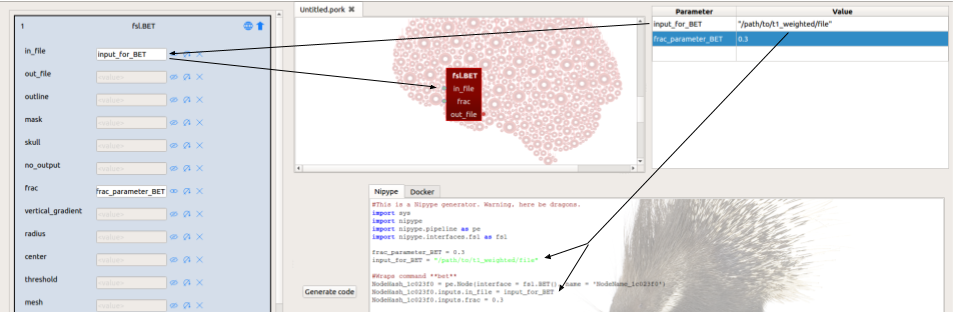 1 fsl.BET
in_file input_for_BET
out_file <value>
outline <value>
mask <value>
skull <value>
no_output <value>
frac frac_parameter_BET
vertical_gradient <value>
radius <value>
center <value>
threshold <value>
mesh <value>
Untitled.pork
fsl.BET
in_file
frac
out_file
Parameter Value
input_for_BET "/path/to/t1_weighted/file"
frac_parameter_BET 0.3
Generate code
Nipype Docker
#This is a Nipype generator. Warning, here be dragons.
import sys
import nipype
import nipype.pipeline as pe
import nipype.interfaces.fsl as fsl
frac_parameter_BET = 0.3
input_for_BET = "/path/to/t1_weighted/file"
#Wraps command **bet**
NodeHash_1c023f0 = pe.Node(interface = fsl.BET(), name = "NodeName_1c023f0")
NodeHash_1c023f0.inputs.in_file = input_for_BET
NodeHash_1c023f0.inputs.frac = 0.3